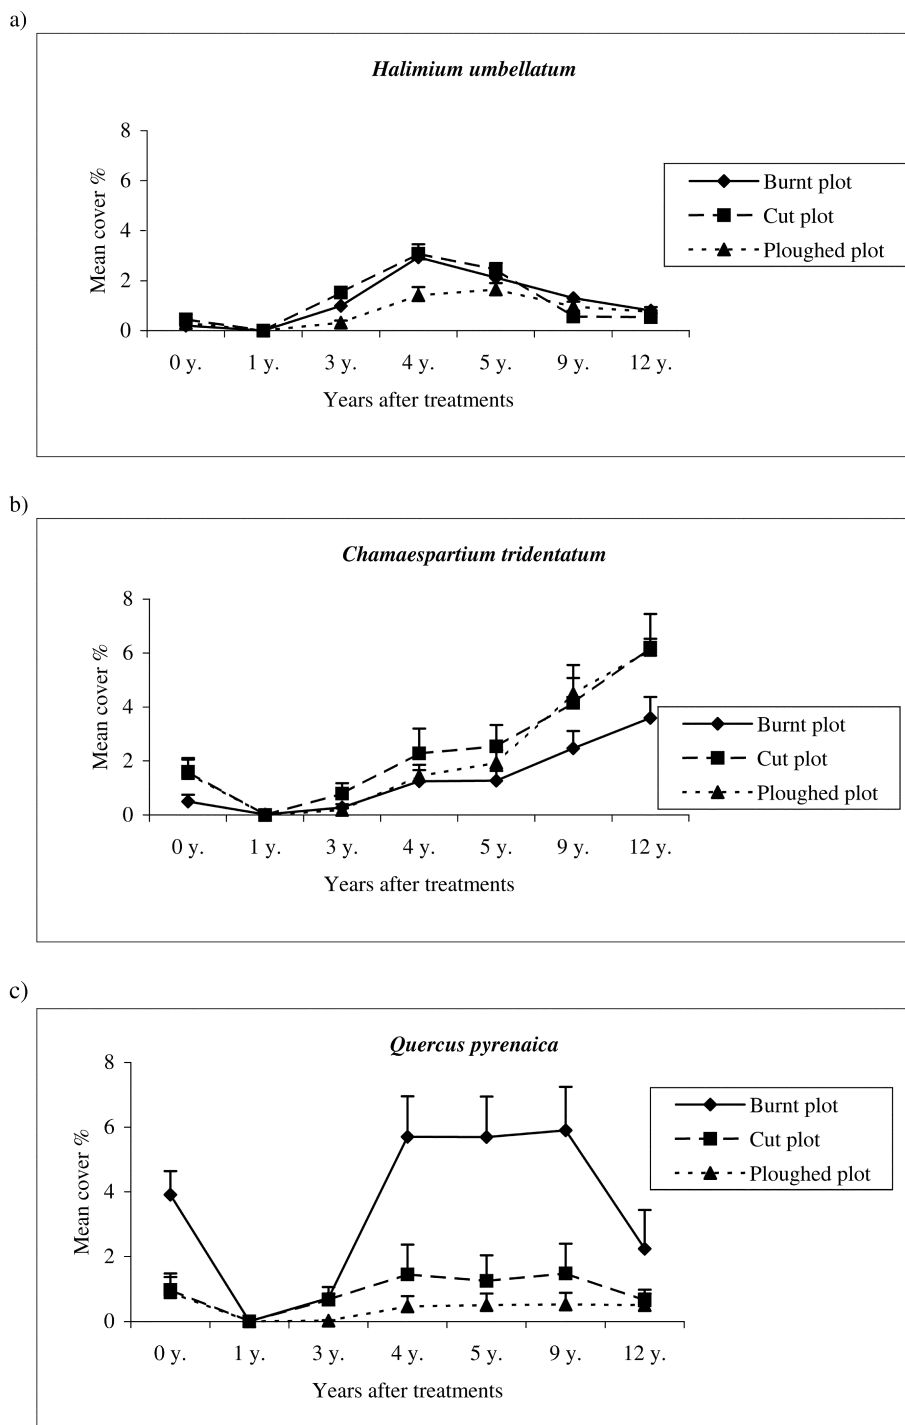 a)
Halimium umbellatum
8
6
4
2
0
Mean cover %
0 y. 1 y. 3 y. 4 y. 5 y. 9 y. 12 y.
Years after treatments
Burnt plot
Cut plot
Ploughed plot
b)
Chamaespartium tridentatum
8
6
4
2
0
Mean cover %
0 y. 1 y. 3 y. 4 y. 5 y. 9 y. 12 y.
Years after treatments
Burnt plot
Cut plot
Ploughed plot
c)
Quercus pyrenaica
8
6
4
2
0
Mean cover %
0 y. 1 y. 3 y. 4 y. 5 y. 9 y. 12 y.
Years after treatments
Burnt plot
Cut plot
Ploughed plot